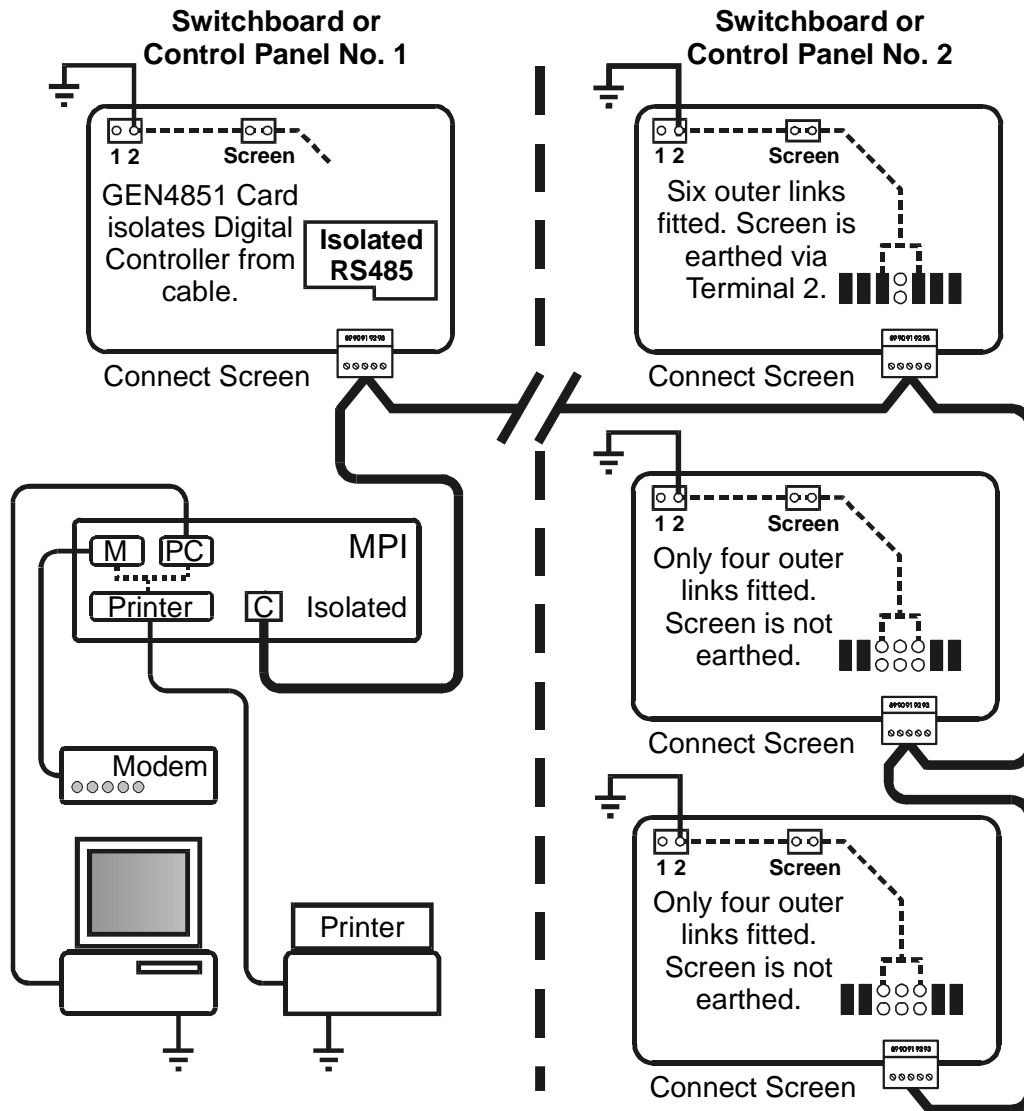 Switchboard or
Control Panel No. 1
1 2
Screen
GEN4851 Card
isolates Digital
Controller from
cable.
Isolated
RS485
Connect Screen
M
PC
MPI
Printer
C
Isolated
Modem
Printer
Switchboard or
Control Panel No. 2
1 2
Screen
Six outer links
fitted. Screen is
earthed via
Terminal 2.
Connect Screen
1 2
Screen
Only four outer
links fitted.
Screen is not
earthed.
Connect Screen
1 2
Screen
Only four outer
links fitted.
Screen is not
earthed.
Connect Screen